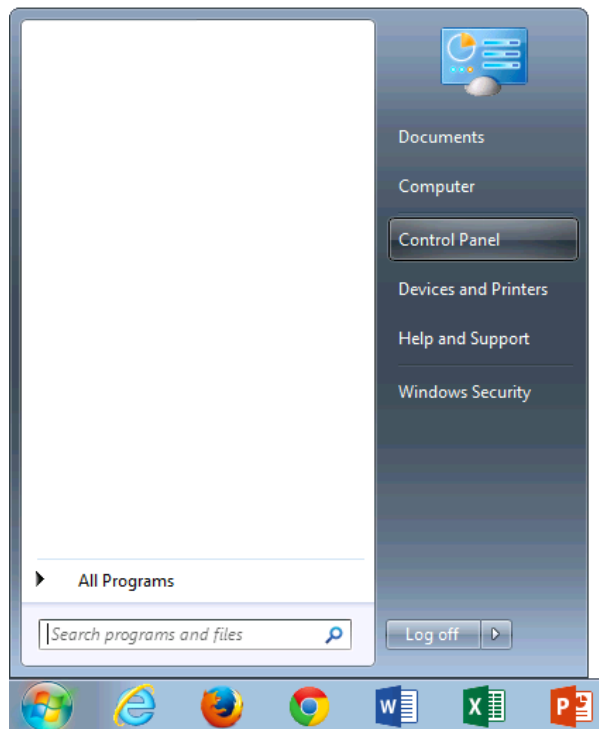 Documents
Computer
Control Panel
Devices and Printers
Help and Support
Windows Security
All Programs
Search programs and files
Log off
W
X
P